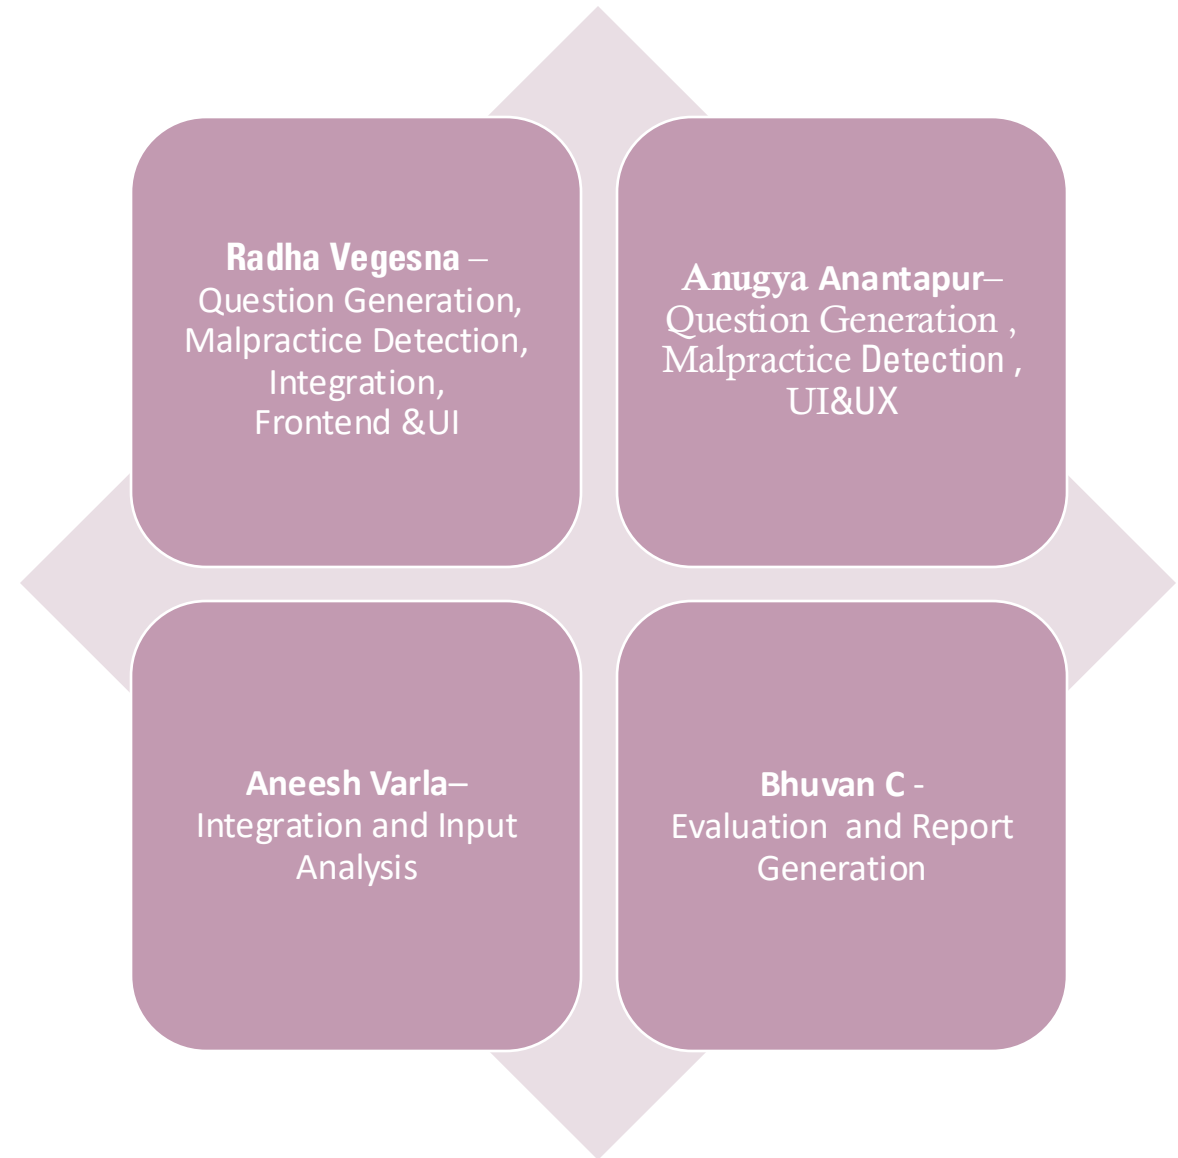 Radha Vegesna –
Question Generation,
Malpractice Detection,
Integration,
Frontend &UI
Anugya Anantapur–
Question Generation ,
Malpractice Detection ,
UI&UX
Aneesh Varla–
Integration and Input
Analysis
Bhuvan C -
Evaluation  and Report
Generation